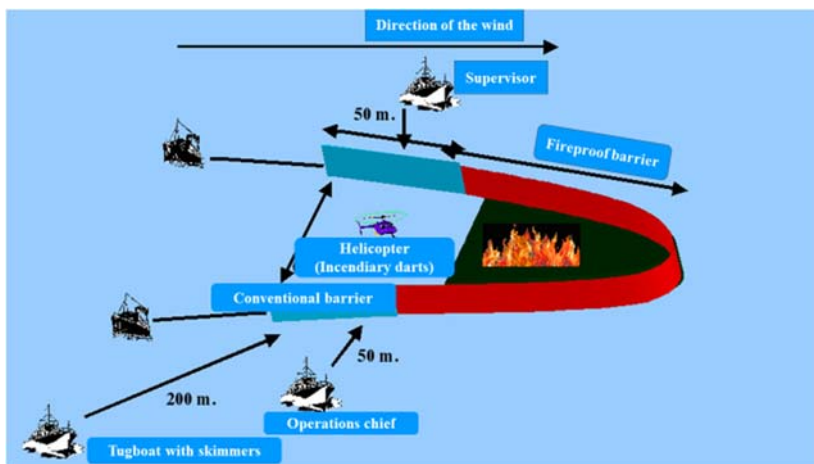 Direction of the wind
Supervisor
50 m.
Fireproof barrier
Helicopter
(Incendiary darts)
Conventional barrier
50 m.
200 m.
Operations chief
Tugboat with skimmers